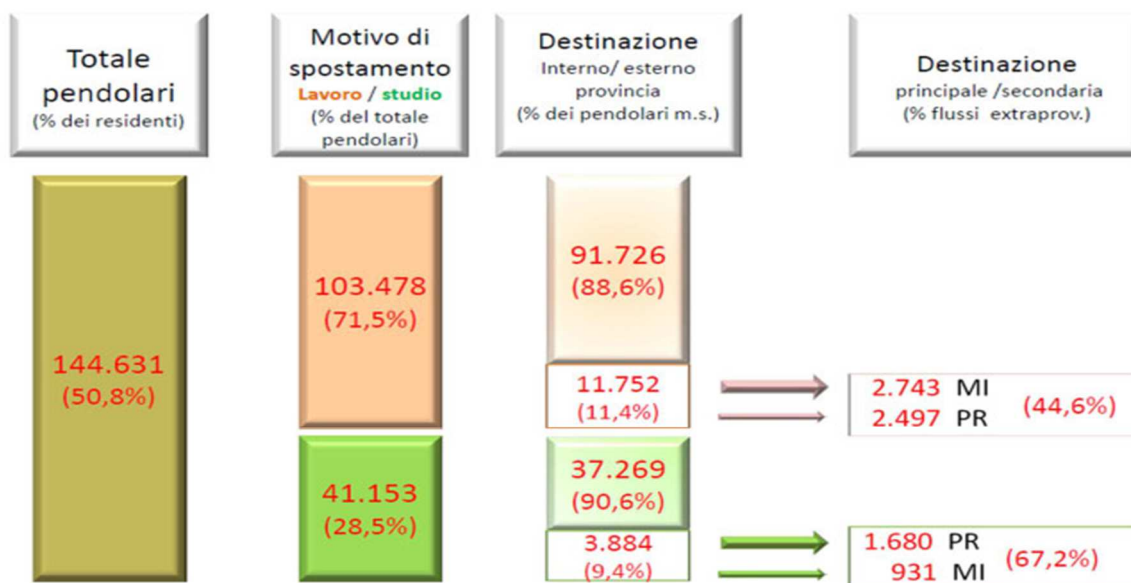 Totale
pendolari
(% dei residenti)
Motivo di
spostamento
Lavoro / studio
(% del totale
pendolari)
Destinazione
Interno/ esterno
provincia
(% dei pendolari m.s.)
Destinazione
principale /secondaria
(% flussi extraprov.)
144.631
(50,8%)
103.478
(71,5%)
41.153
(28,5%)
91.726
(88,6%)
11.752
(11,4%)
37.269
(90,6%)
3.884
(9,4%)
2.743 MI
2.497 PR
(44,6%)
1.680 PR
931 MI
(67,2%)